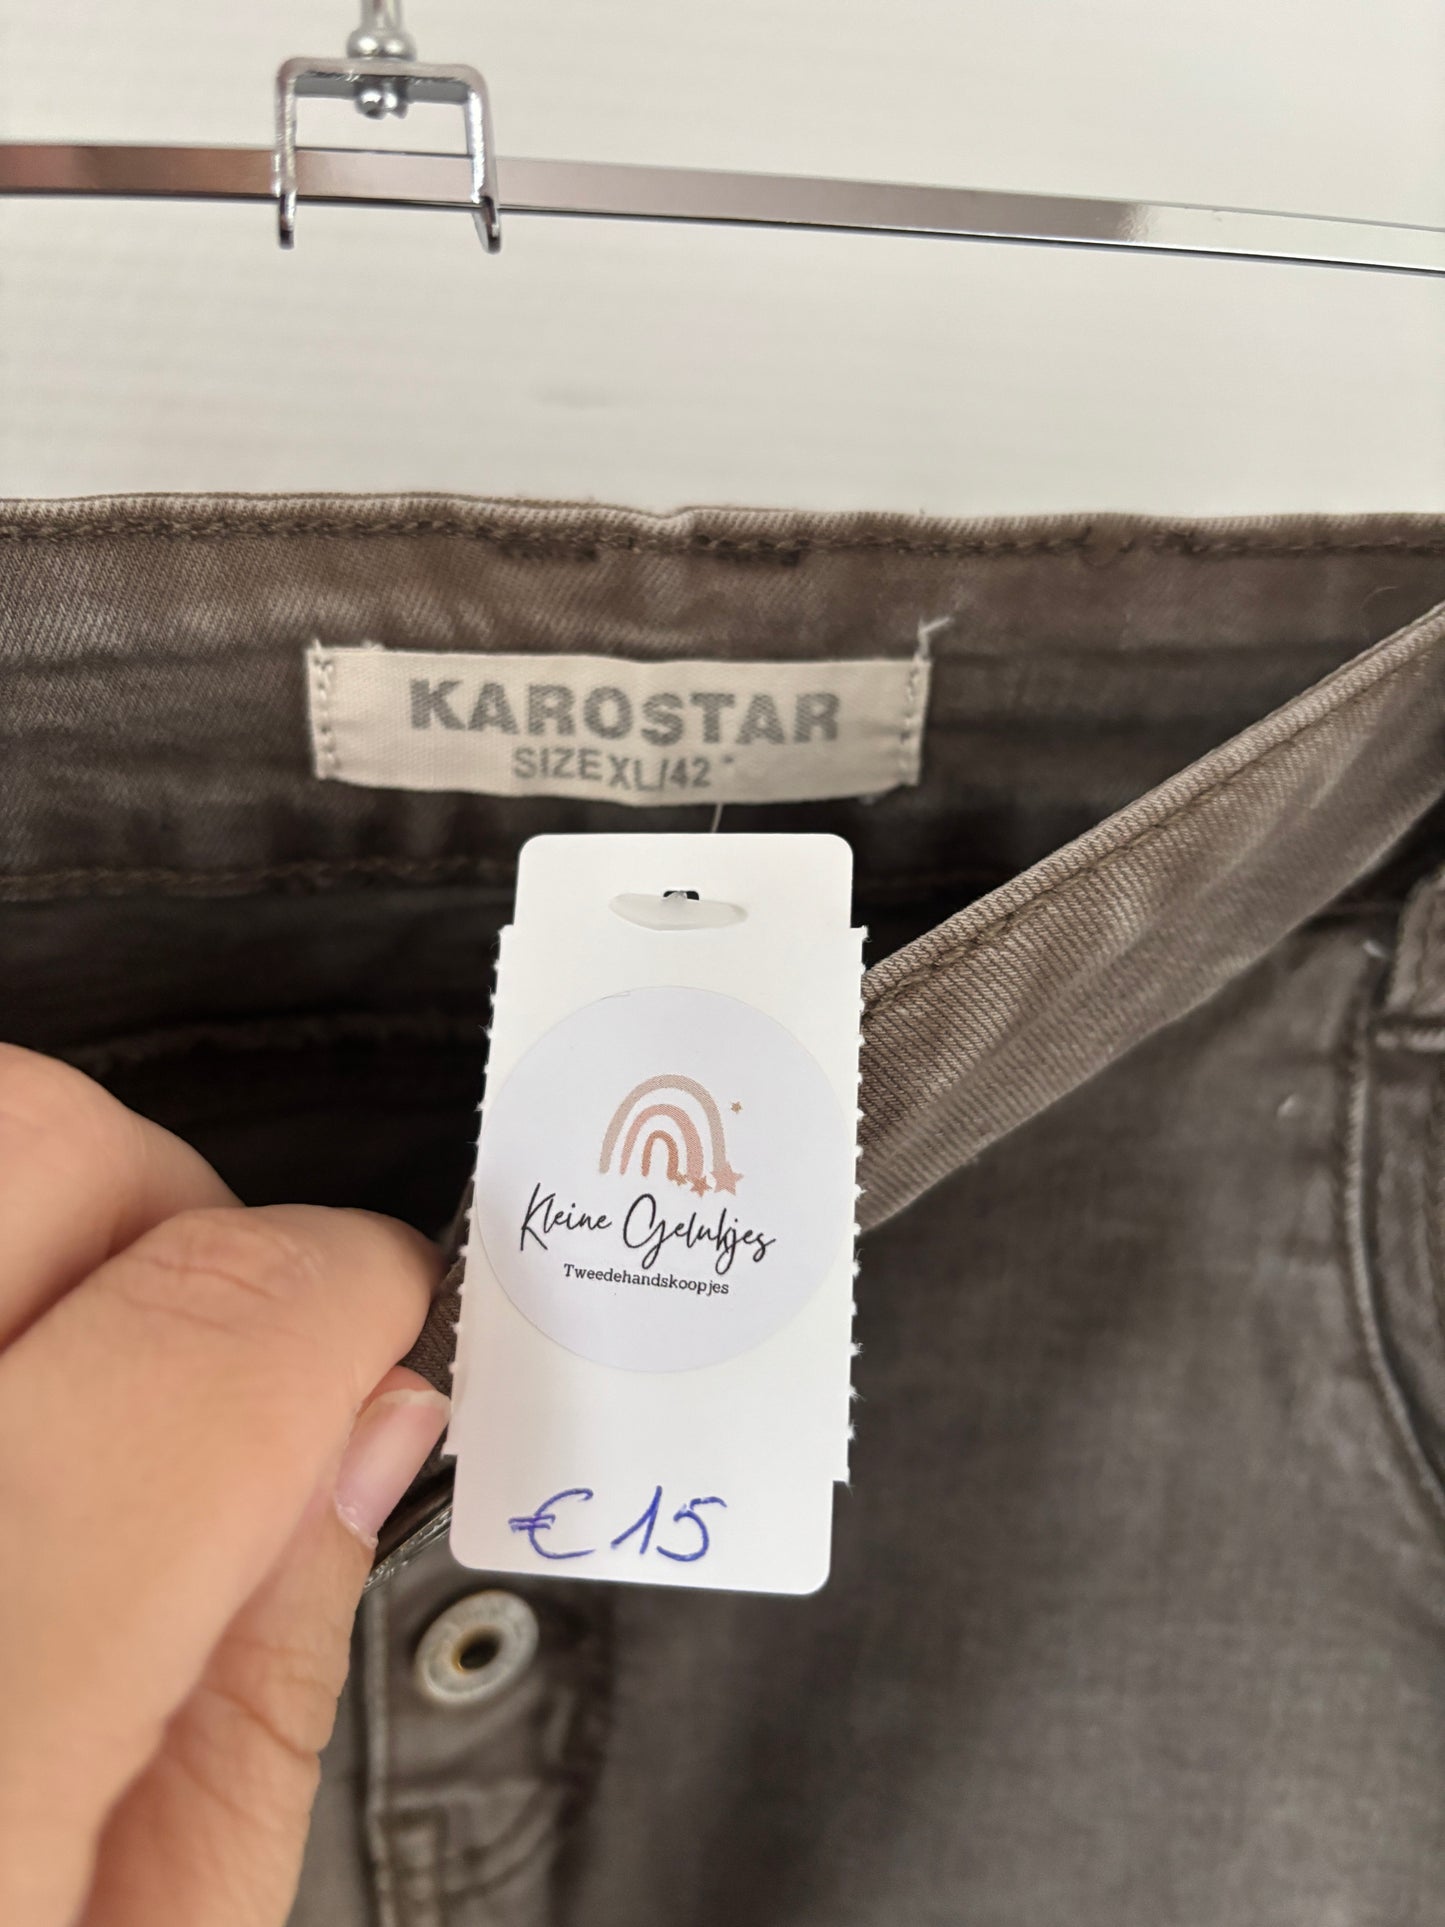 KAROSTAR
SIZE XL/42
Kleine Gelukjes
Tweedehandskoopjes
€ 15